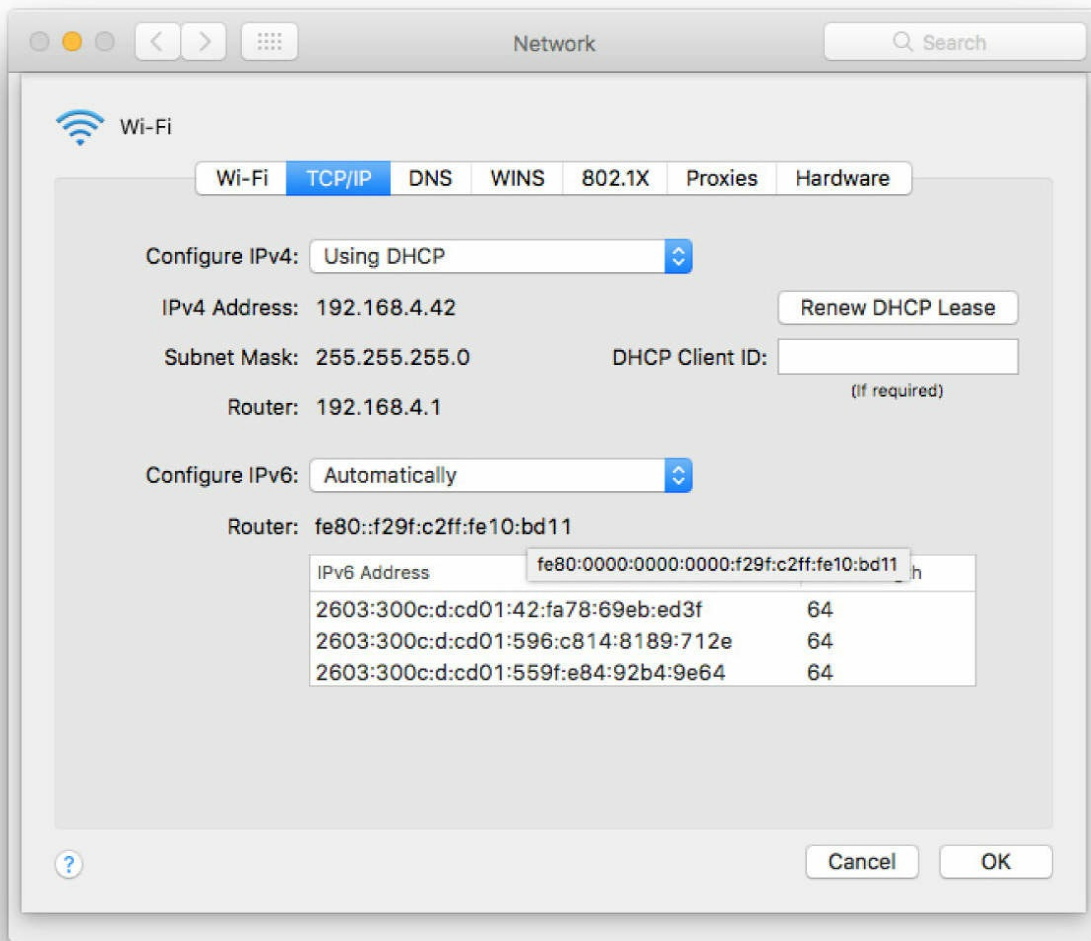 Network
Search
Wi-Fi
Wi-Fi TCP/IP DNS WINS 802.1X Proxies Hardware
Configure IPv4: Using DHCP
IPv4 Address: 192.168.4.42 Renew DHCP Lease
Subnet Mask: 255.255.255.0 DHCP Client ID:
(If required)
Router: 192.168.4.1
Configure IPv6: Automatically
Router: fe80::f29f:c2ff:fe10:bd11
fe80:0000:0000:0000:f29f:c2ff:fe10:bd11
IPv6 Address
2603:300c:d:cd01:42:fa78:69eb:ed3f 64
2603:300c:d:cd01:596:c814:8189:712e 64
2603:300c:d:cd01:559f:e84:92b4:9e64 64
? Cancel OK